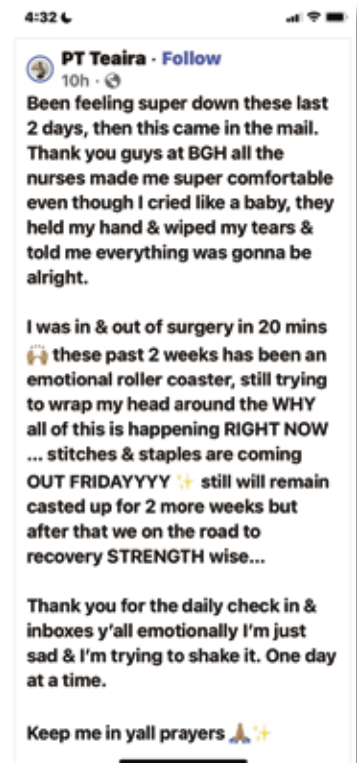 4:32
PT Teaira · Follow
10h ·
Been feeling super down these last
2 days, then this came in the mail.
Thank you guys at BGH all the
nurses made me super comfortable
even though I cried like a baby, they
held my hand & wiped my tears &
told me everything was gonna be
alright.
I was in & out of surgery in 20 mins
🙌🏽 these past 2 weeks has been an
emotional roller coaster, still trying
to wrap my head around the WHY
all of this is happening RIGHT NOW
... stitches & staples are coming
OUT FRIDAYYYY ✨ still will remain
casted up for 2 more weeks but
after that we on the road to
recovery STRENGTH wise...
Thank you for the daily check in &
inboxes y'all emotionally I'm just
sad & I'm trying to shake it. One day
at a time.
Keep me in yall prayers 🙏🏽✨